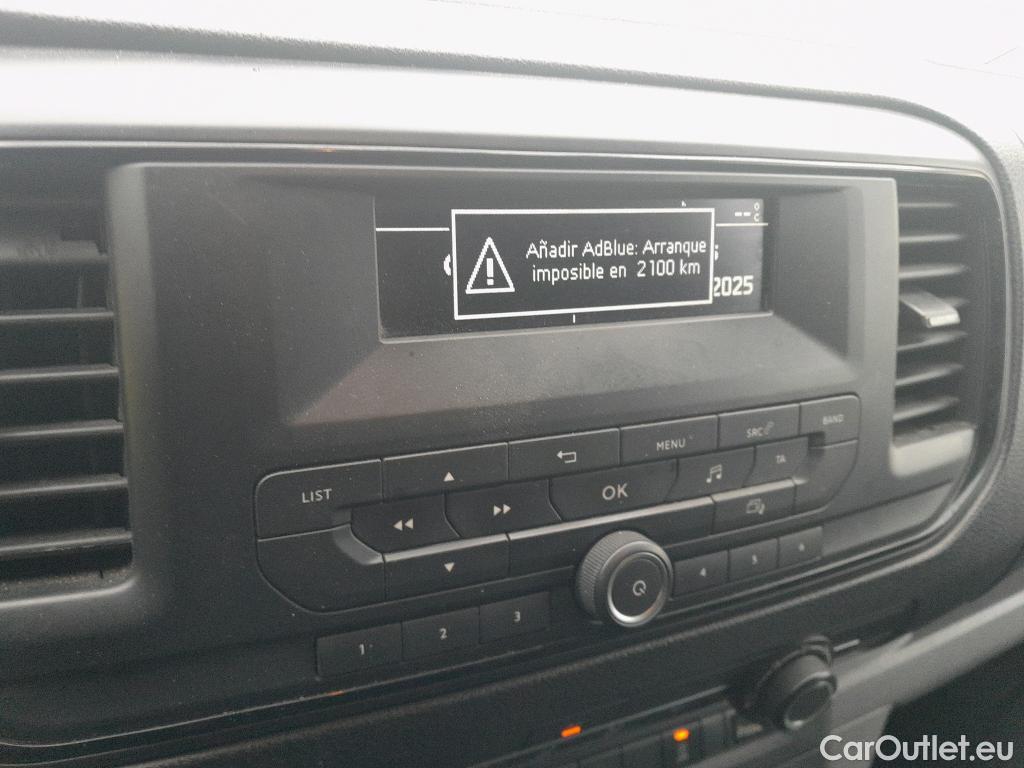 -- °C
Añadir AdBlue: Arranque
imposible en 2100 km
2025
LIST
MENU
SRC
BAND
OK
TA
1
2
3
4
5
6
CarOutlet.eu